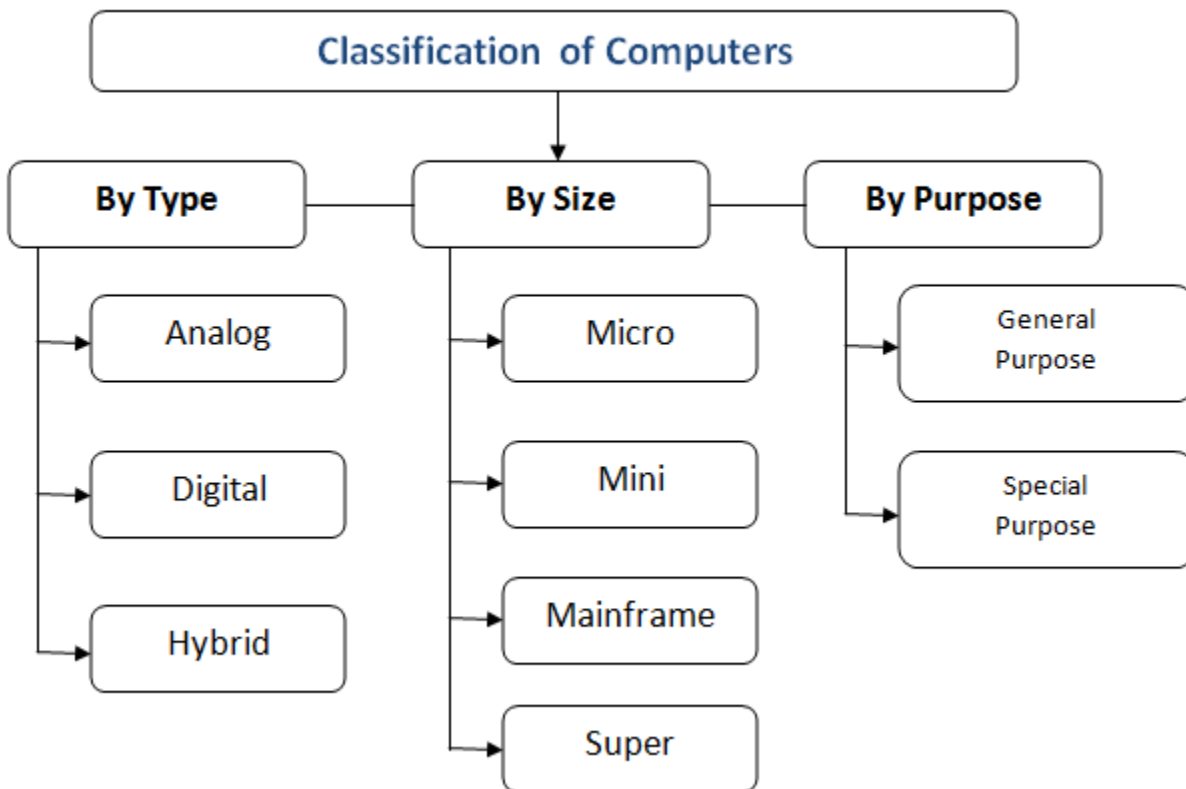 Classification of Computers
By Type
By Size
By Purpose
Analog
Digital
Hybrid
Micro
Mini
Mainframe
Super
General
Purpose
Special
Purpose